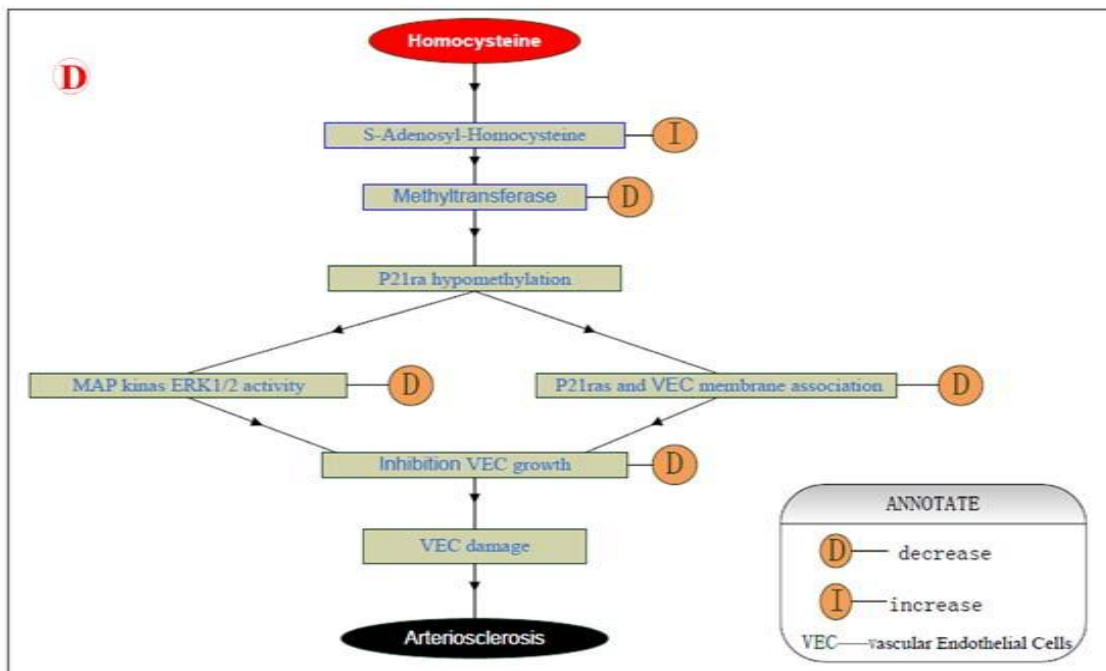 Homocysteine
D
S-Adenosyl-Homocysteine
I
Methyltransferase
D
P21ra hypomethylation
MAP kinas ERK1/2 activity
D
P21ras and VEC membrane association
D
Inhibition VEC growth
D
VEC damage
Arteriosclerosis
ANNOTATE
D decrease
I increase
VEC—vascular Endothelial Cells